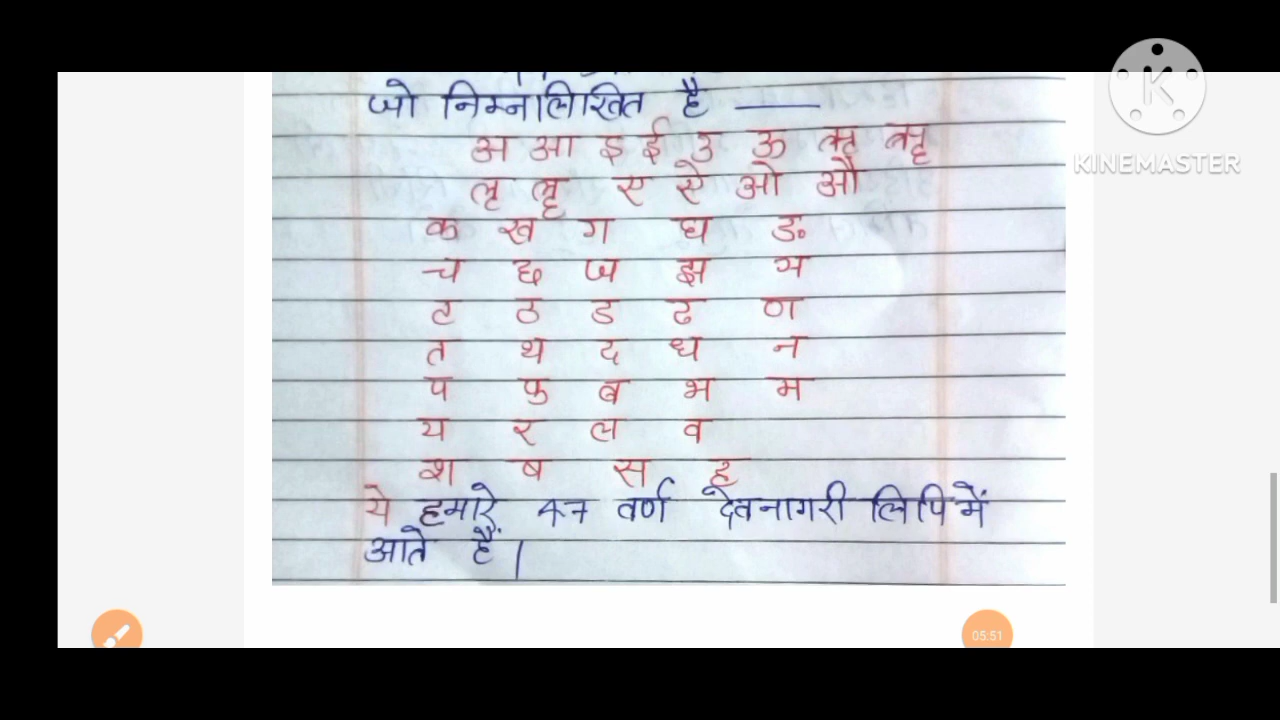 जो निम्नलिखित है —
अ आ इ ई उ ऊ ऋ ॠ
ऌ ॡ ए ऐ ओ औ
क ख ग घ ङ
च छ ज झ ञ
ट ठ ड ढ ण
त थ द ध न
प फ ब भ म
य र ल व
श ष स ह
ये हमारे 47 वर्ण देवनागरी लिपि में
आते हैं।
KINEMASTER
05:51